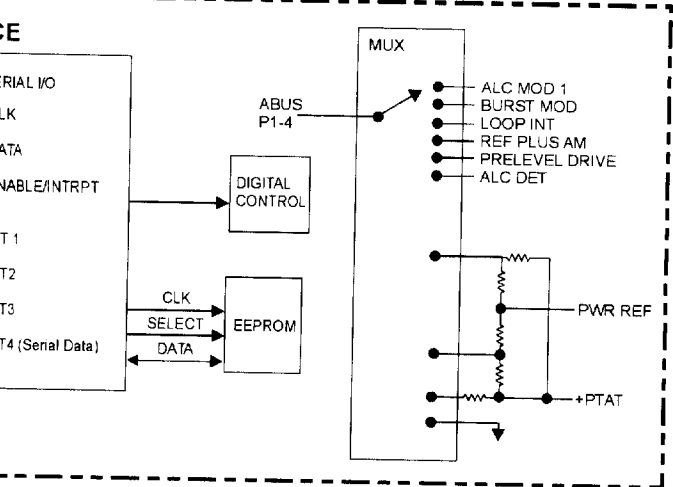 CE
ERIAL I/O
LK
ATA
NABLE/INTRPT
T 1
T2
T3
T4 (Serial Data)
DIGITAL
CONTROL
CLK
SELECT
DATA
EEPROM
MUX
ABUS
P1-4
ALC MOD 1
BURST MOD
LOOP INT
REF PLUS AM
PRELEVEL DRIVE
ALC DET
PWR REF
+PTAT